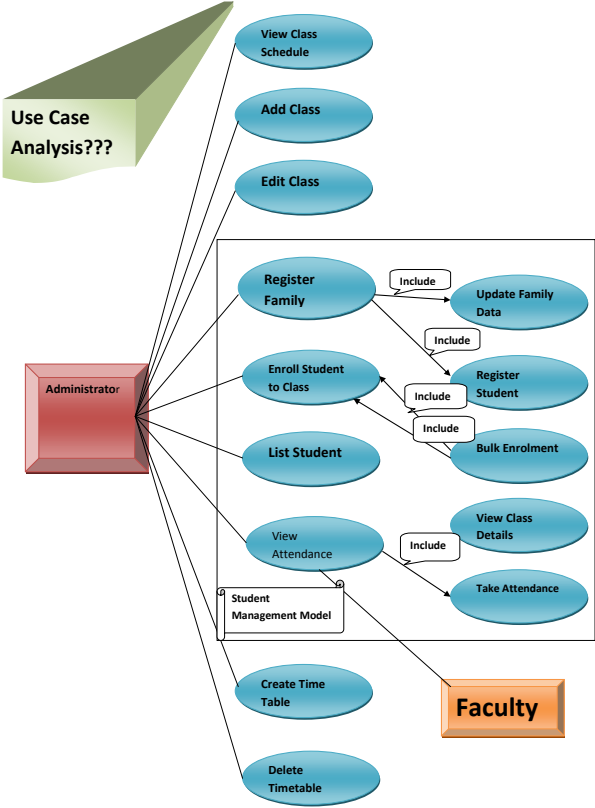 Use Case
Analysis???
View Class
Schedule
Add Class
Edit Class
Register
Family
Include
Update Family
Data
Include
Administrator
Enroll Student
to Class
Include
Register
Student
Include
Bulk Enrolment
List Student
View
Attendance
Include
View Class
Details
Take Attendance
Student
Management Model
Create Time
Table
Faculty
Delete
Timetable